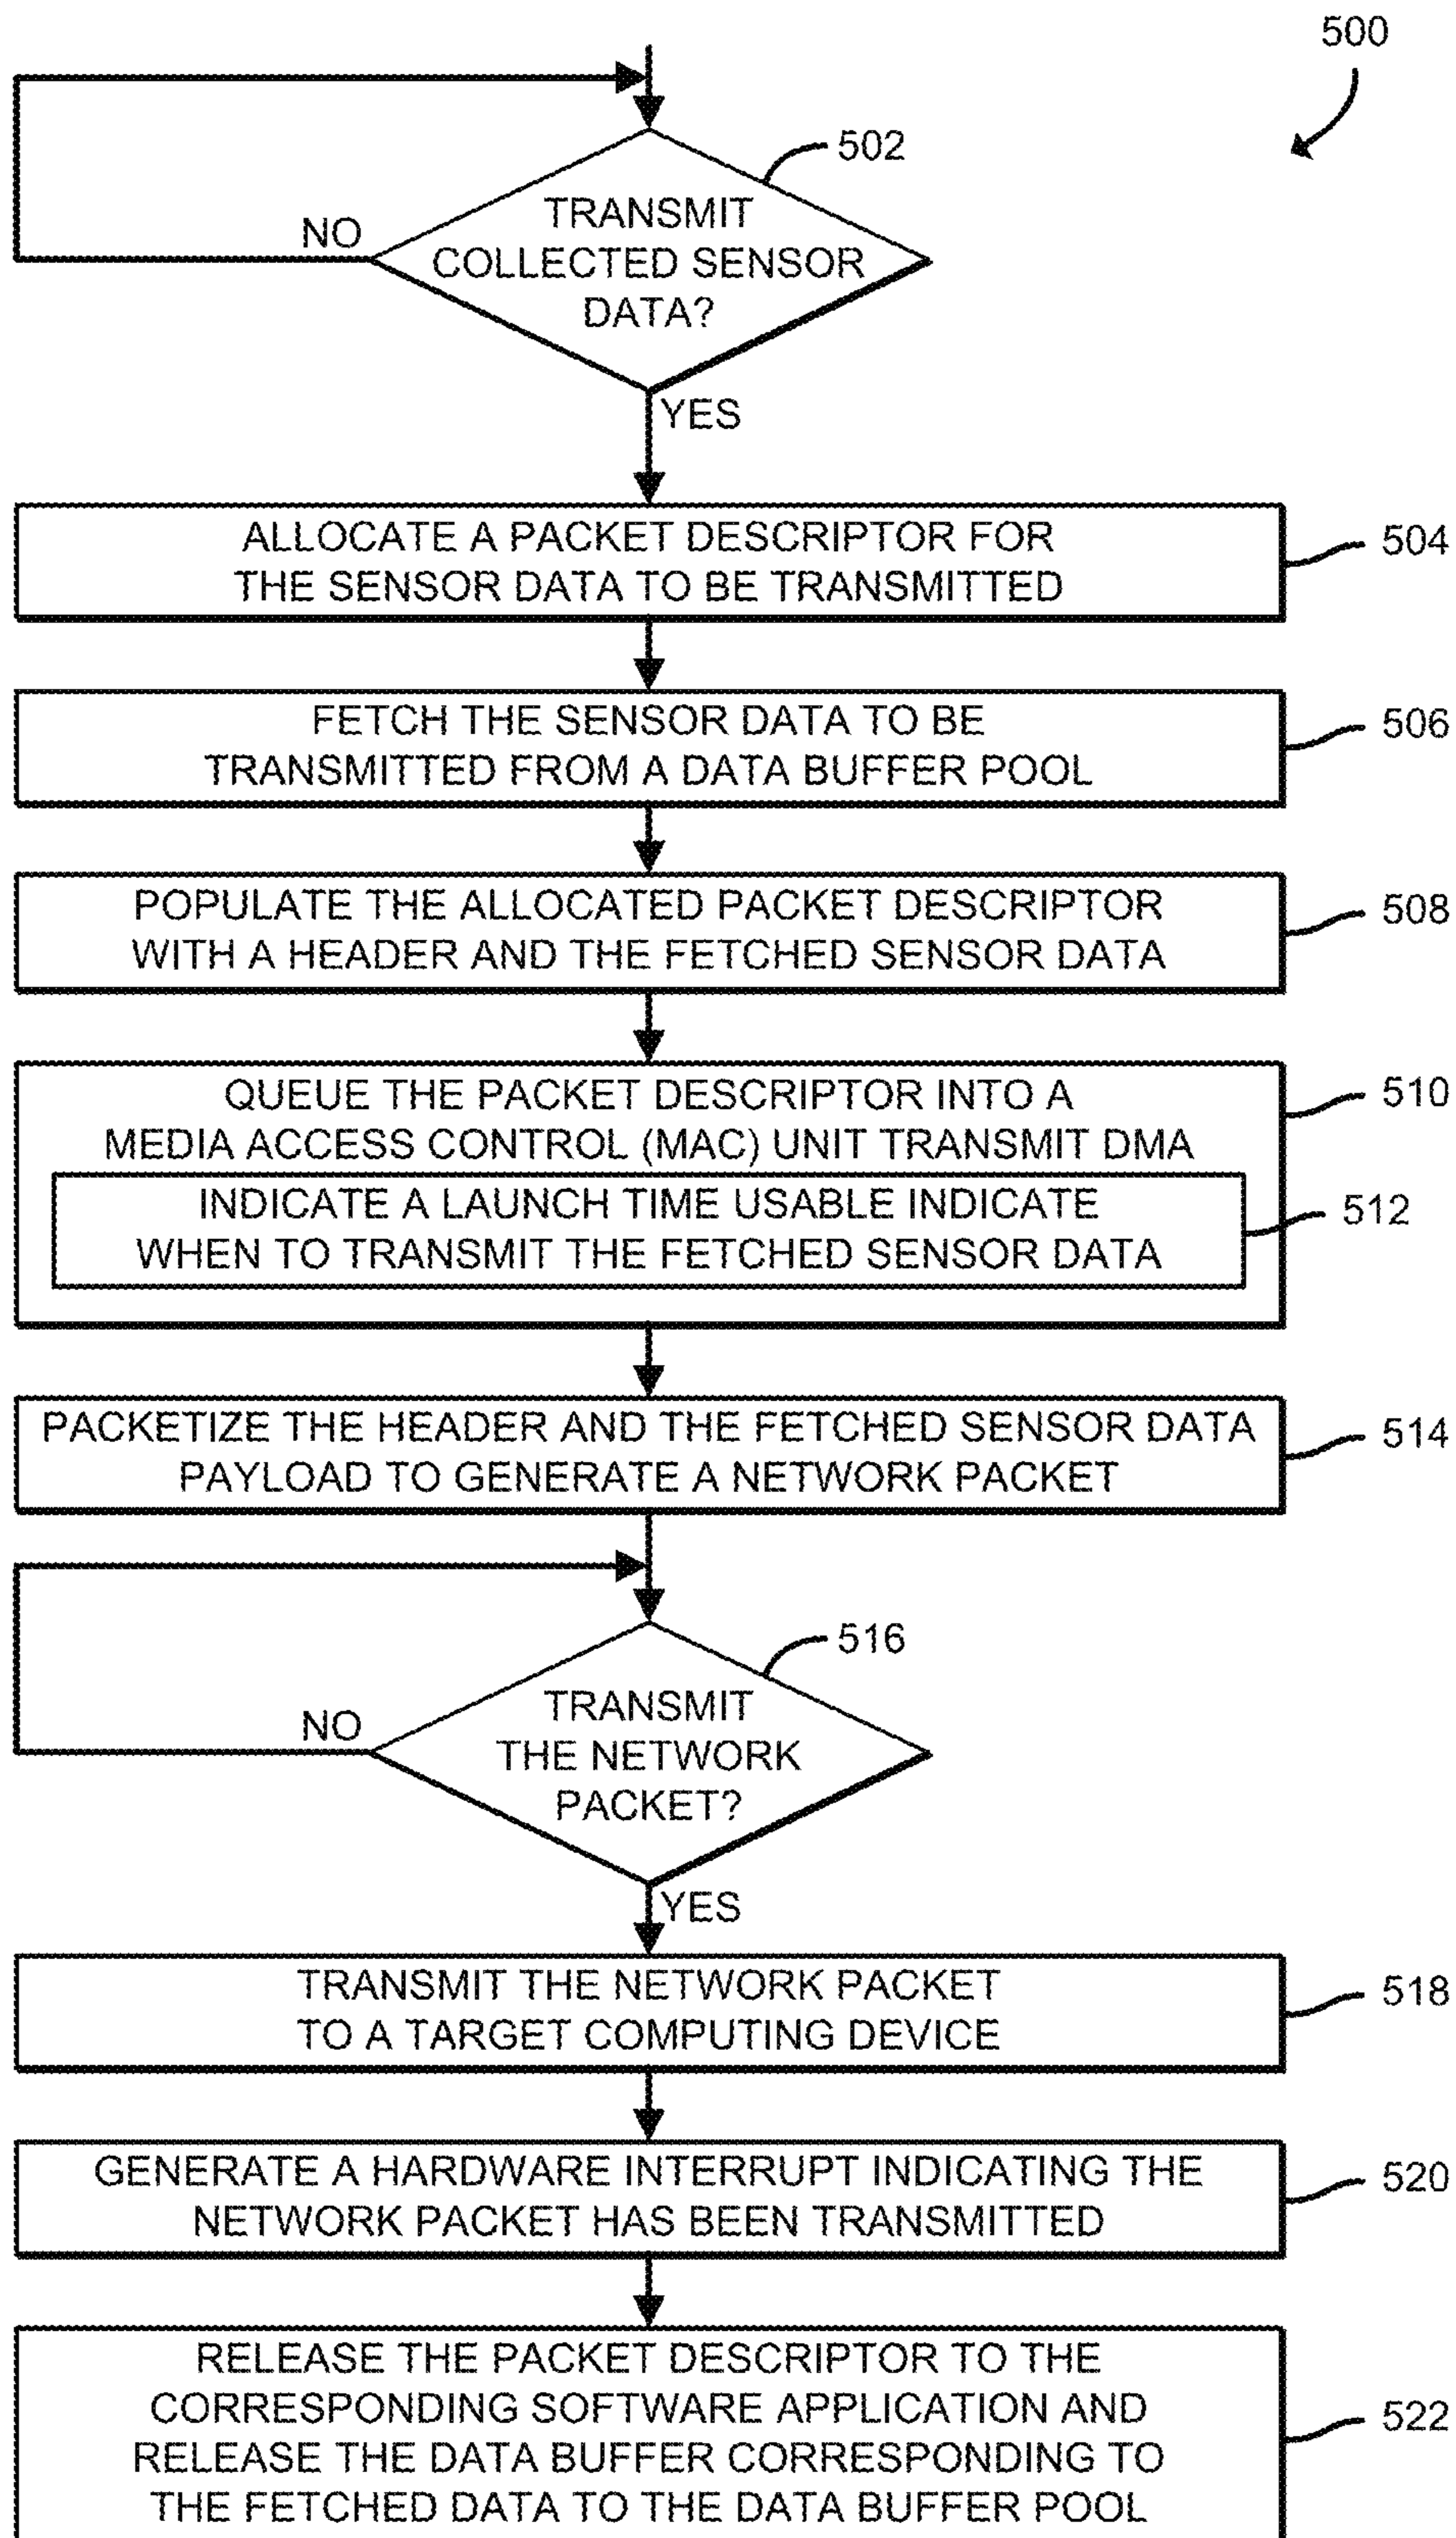 500
502
TRANSMIT
COLLECTED SENSOR
DATA?
NO
YES
ALLOCATE A PACKET DESCRIPTOR FOR
THE SENSOR DATA TO BE TRANSMITTED
504
FETCH THE SENSOR DATA TO BE
TRANSMITTED FROM A DATA BUFFER POOL
506
POPULATE THE ALLOCATED PACKET DESCRIPTOR
WITH A HEADER AND THE FETCHED SENSOR DATA
508
QUEUE THE PACKET DESCRIPTOR INTO A
MEDIA ACCESS CONTROL (MAC) UNIT TRANSMIT DMA
510
INDICATE A LAUNCH TIME USABLE INDICATE
WHEN TO TRANSMIT THE FETCHED SENSOR DATA
512
PACKETIZE THE HEADER AND THE FETCHED SENSOR DATA
PAYLOAD TO GENERATE A NETWORK PACKET
514
516
TRANSMIT
THE NETWORK
PACKET?
NO
YES
TRANSMIT THE NETWORK PACKET
TO A TARGET COMPUTING DEVICE
518
GENERATE A HARDWARE INTERRUPT INDICATING THE
NETWORK PACKET HAS BEEN TRANSMITTED
520
RELEASE THE PACKET DESCRIPTOR TO THE
CORRESPONDING SOFTWARE APPLICATION AND
RELEASE THE DATA BUFFER CORRESPONDING TO
THE FETCHED DATA TO THE DATA BUFFER POOL
522